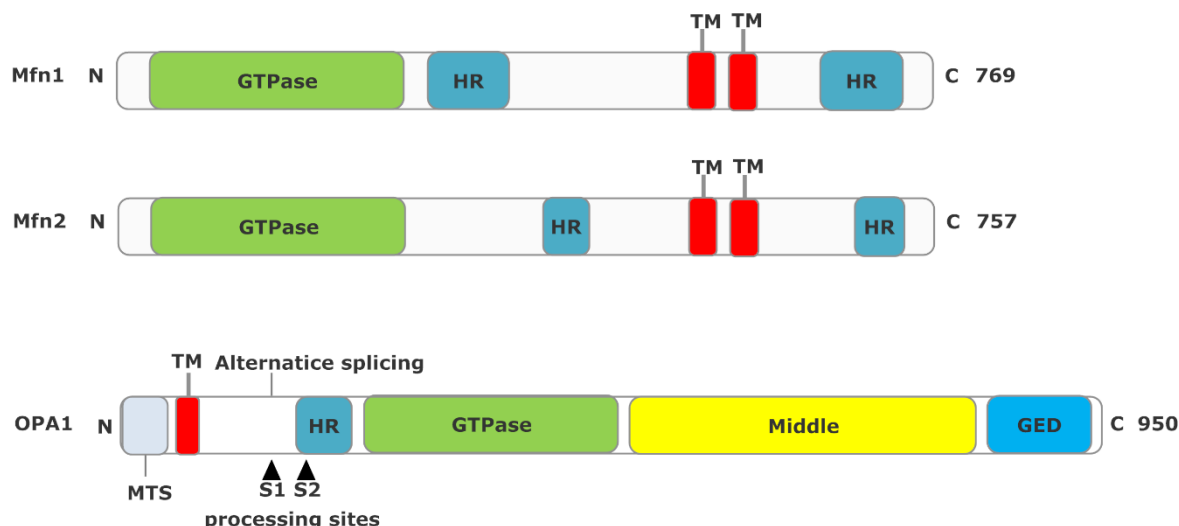 TM TM
Mfn1 N GTPase HR HR C 769
TM TM
Mfn2 N GTPase HR HR C 757
TM Alternatice splicing
OPA1 N HR GTPase Middle GED C 950
MTS S1 S2
processing sites